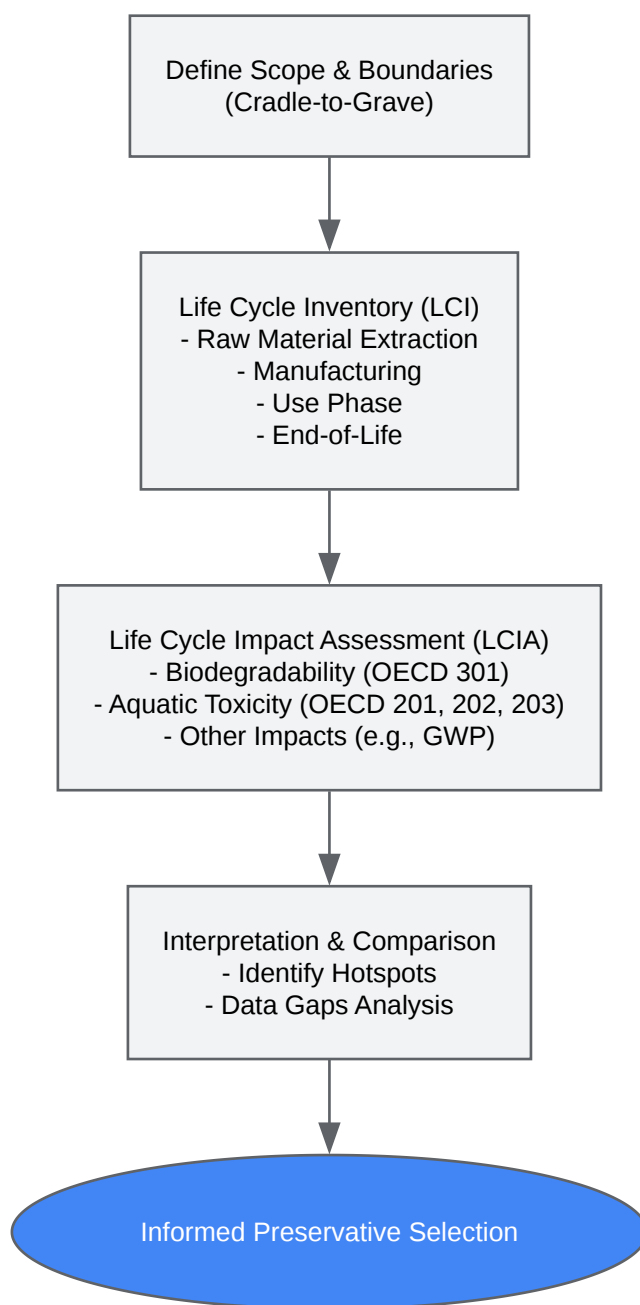 Define Scope & Boundaries
(Cradle-to-Grave)
Life Cycle Inventory (LCI)
- Raw Material Extraction
- Manufacturing
- Use Phase
- End-of-Life
Life Cycle Impact Assessment (LCIA)
- Biodegradability (OECD 301)
- Aquatic Toxicity (OECD 201, 202, 203)
- Other Impacts (e.g., GWP)
Interpretation & Comparison
- Identify Hotspots
- Data Gaps Analysis
Informed Preservative Selection